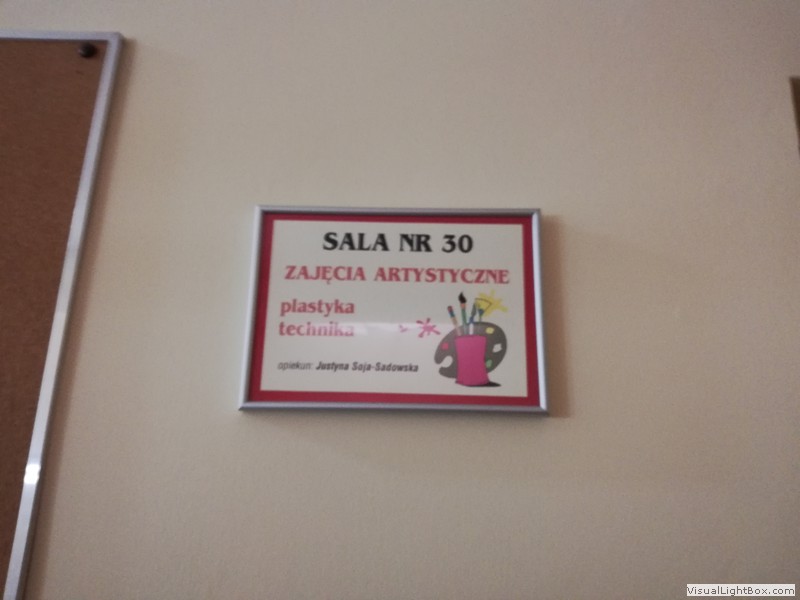 SALA NR 30
ZAJĘCIA ARTYSTYCZNE
plastyka
technika
opiekun: Justyna Soja-Sadowska
VisualLightBox.com